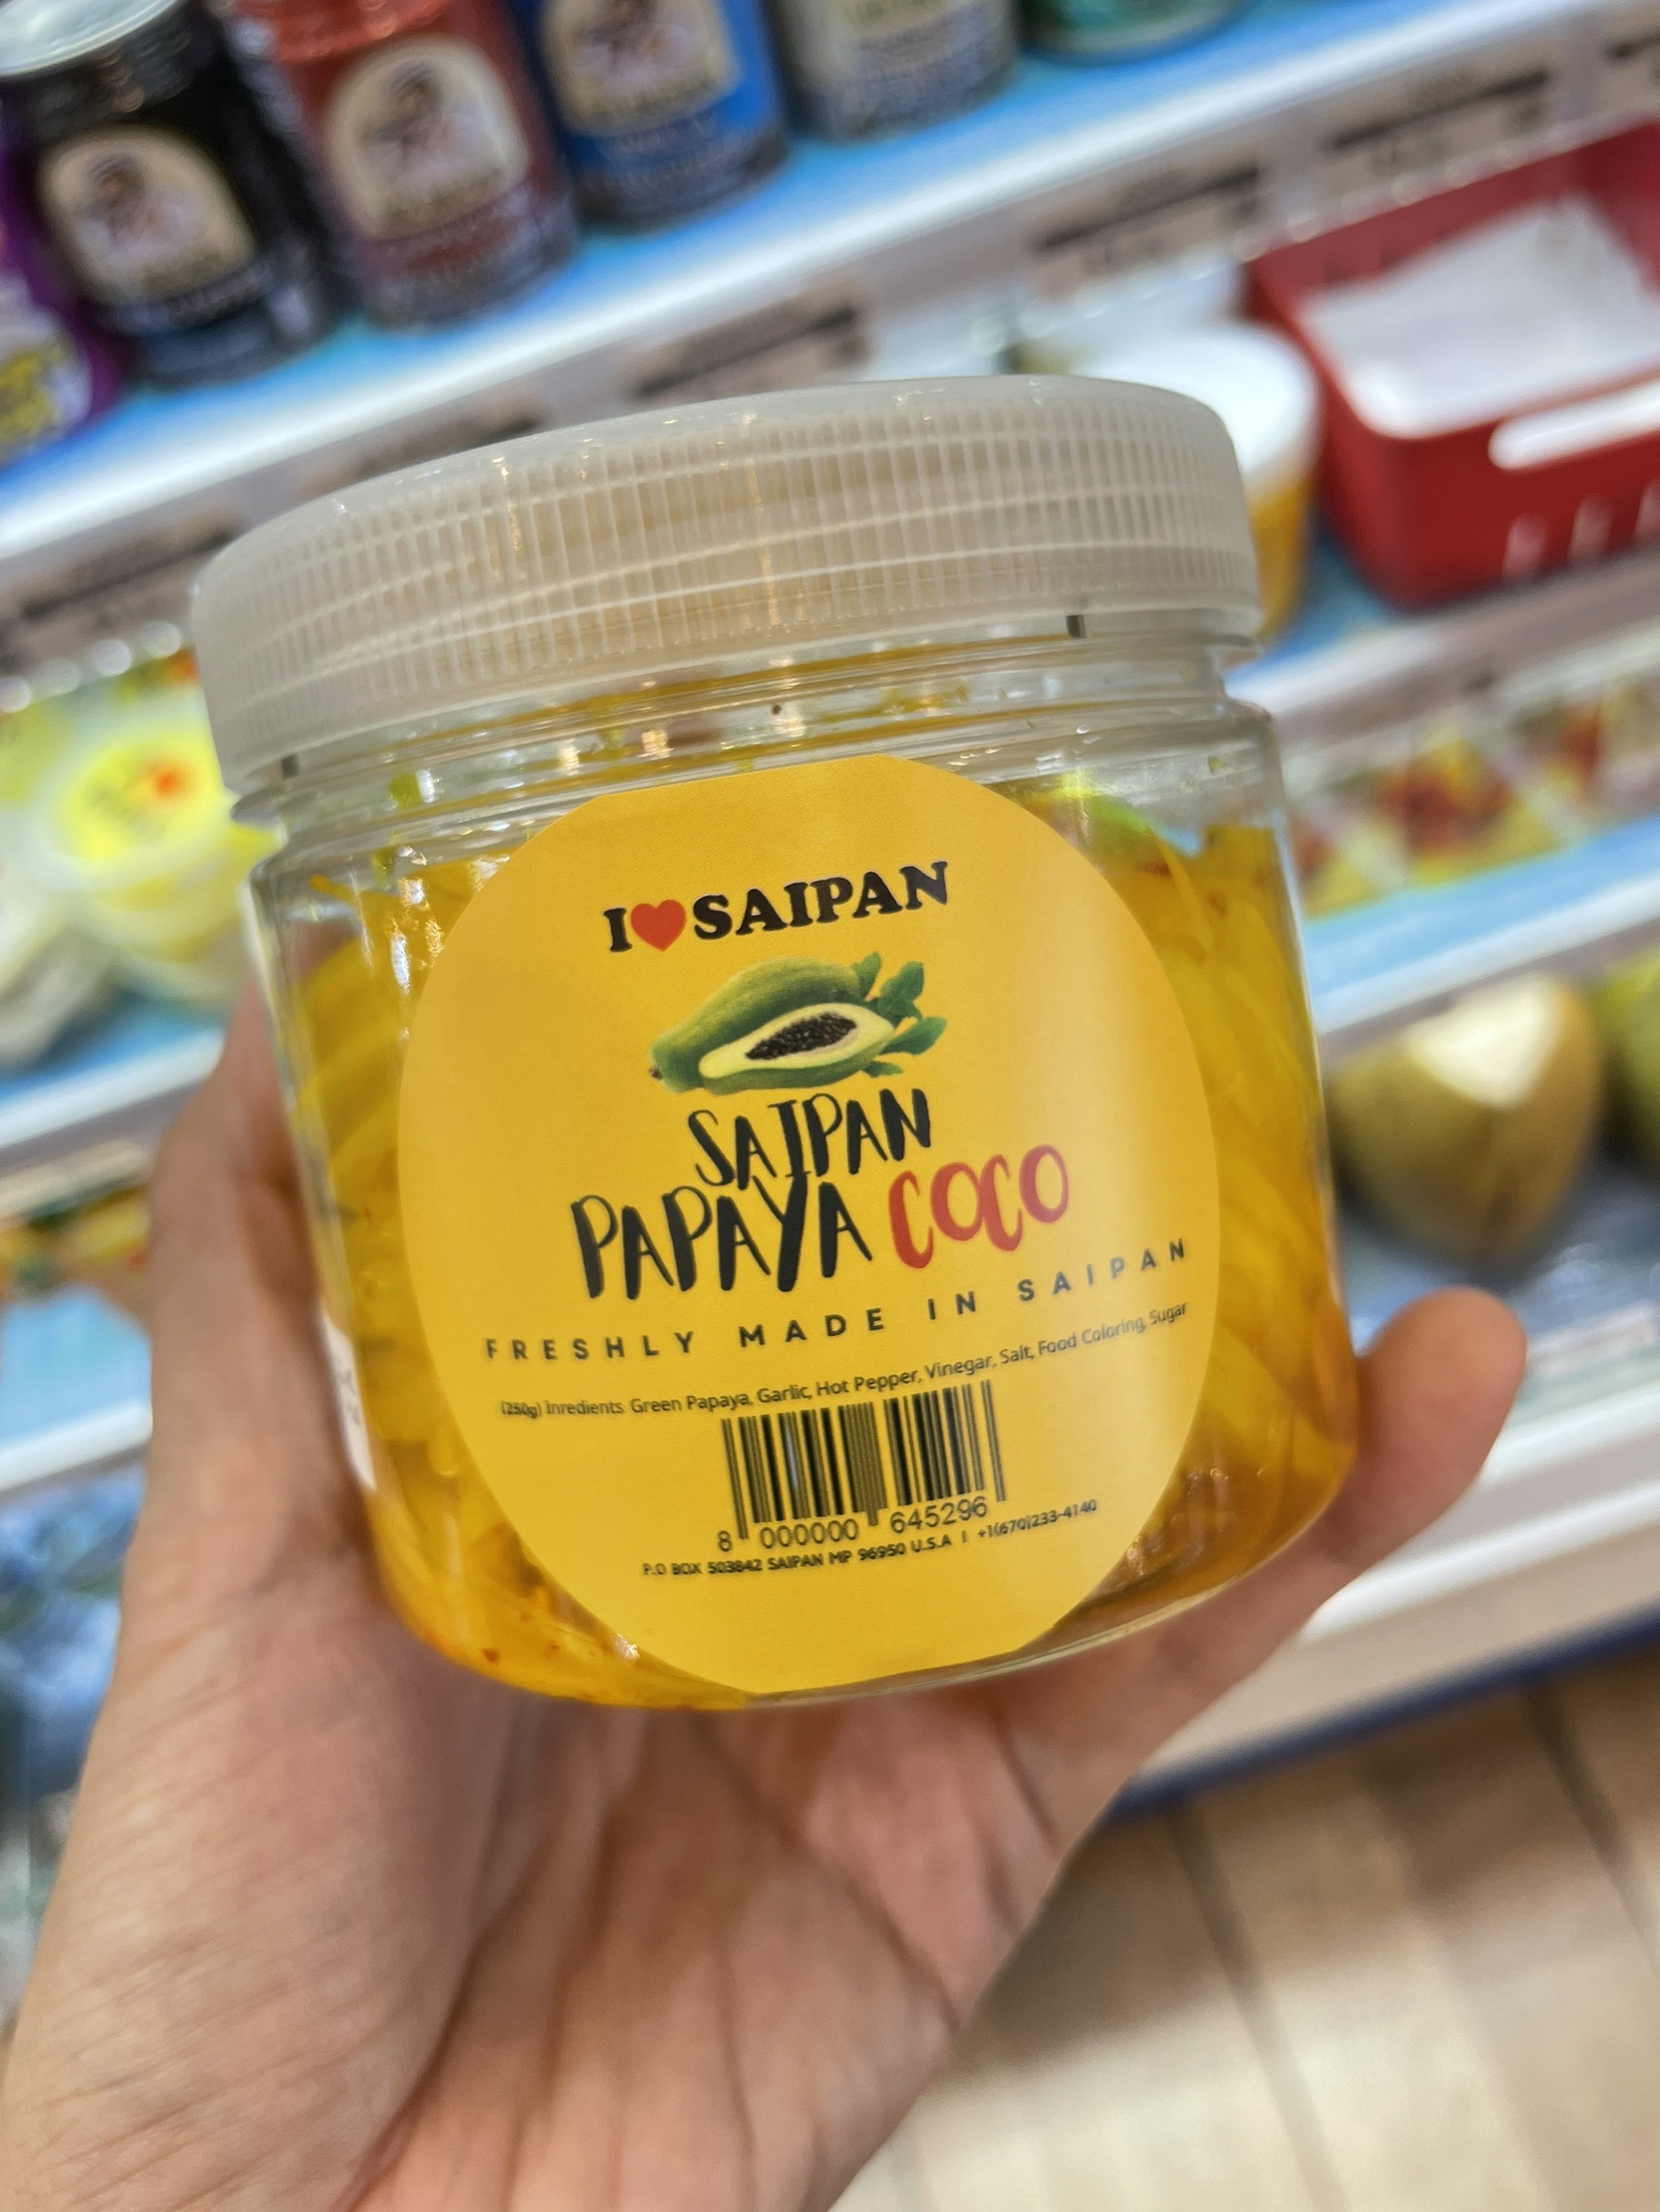 I♥SAIPAN
SAIPAN
PAPAYA COCO
FRESHLY MADE IN SAIPAN
(250g) Inredients. Green Papaya, Garlic, Hot Pepper, Vinegar, Salt, Food Coloring, Sugar
8 000000 645296
P.O BOX 503842 SAIPAN MP 96950 U.S.A | +1(670)233-4140